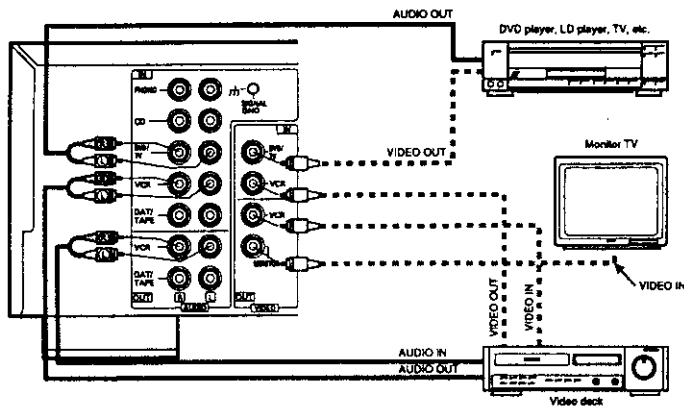 AUDIO OUT
DVD player, LD player, TV, etc.
IN
PHONO
SIGNAL
GND
CD
IN
DVD/
TV
DVD/
TV
R
L
VIDEO OUT
Monitor TV
R
L
VCR
VCR
DAT/
TAPE
VCR
R
L
VCR
MONITOR
VIDEO IN
DAT/
TAPE
OUT
R
L
OUT
AUDIO
VIDEO
VIDEO OUT
VIDEO IN
AUDIO IN
AUDIO OUT
Video deck